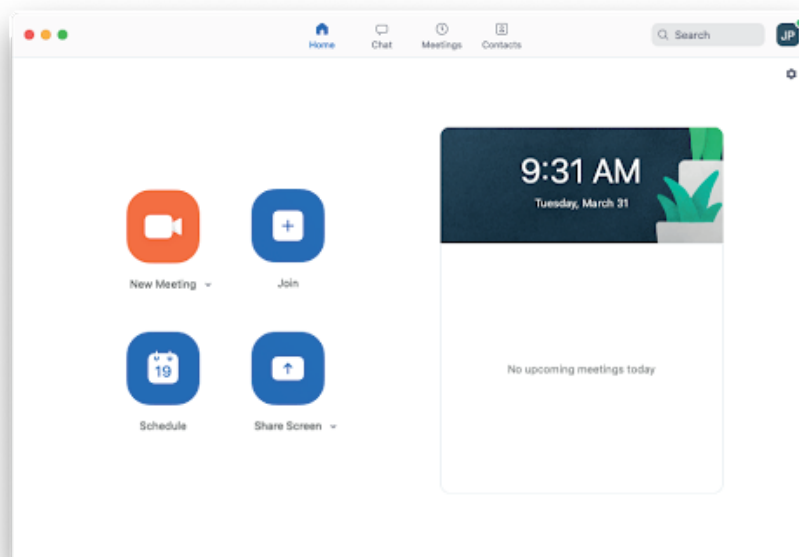 Home
Chat
Meetings
Contacts
Search
JP
9:31 AM
Tuesday, March 31
New Meeting
Join
19
Schedule
Share Screen
No upcoming meetings today